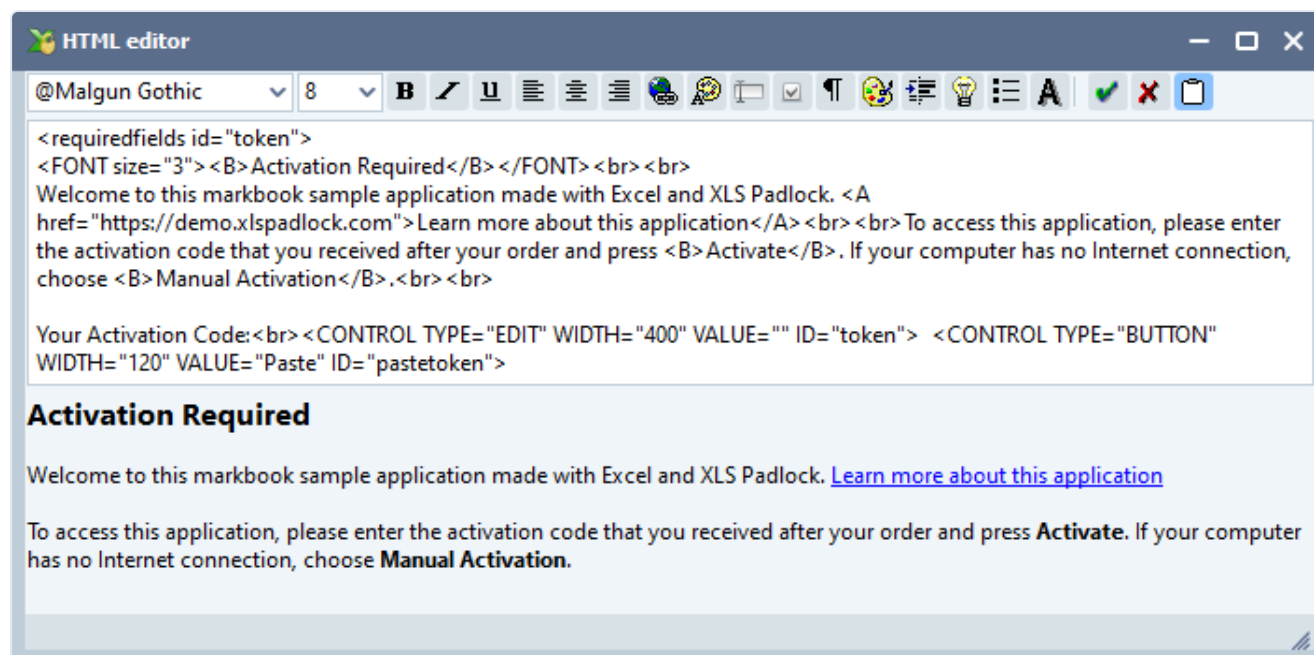 HTML editor
@Malgun Gothic 8 B I U ¶ A
<requiredfields id="token">
<FONT size="3"><B>Activation Required</B></FONT><br><br>
Welcome to this markbook sample application made with Excel and XLS Padlock. <A
href="https://demo.xlspadlock.com">Learn more about this application</A><br><br>To access this application, please enter
the activation code that you received after your order and press <B>Activate</B>. If your computer has no Internet connection,
choose <B>Manual Activation</B>.<br><br>
Your Activation Code:<br><CONTROL TYPE="EDIT" WIDTH="400" VALUE="" ID="token">  <CONTROL TYPE="BUTTON"
WIDTH="120" VALUE="Paste" ID="pastetoken">
Activation Required
Welcome to this markbook sample application made with Excel and XLS Padlock. Learn more about this application
To access this application, please enter the activation code that you received after your order and press Activate. If your computer
has no Internet connection, choose Manual Activation.